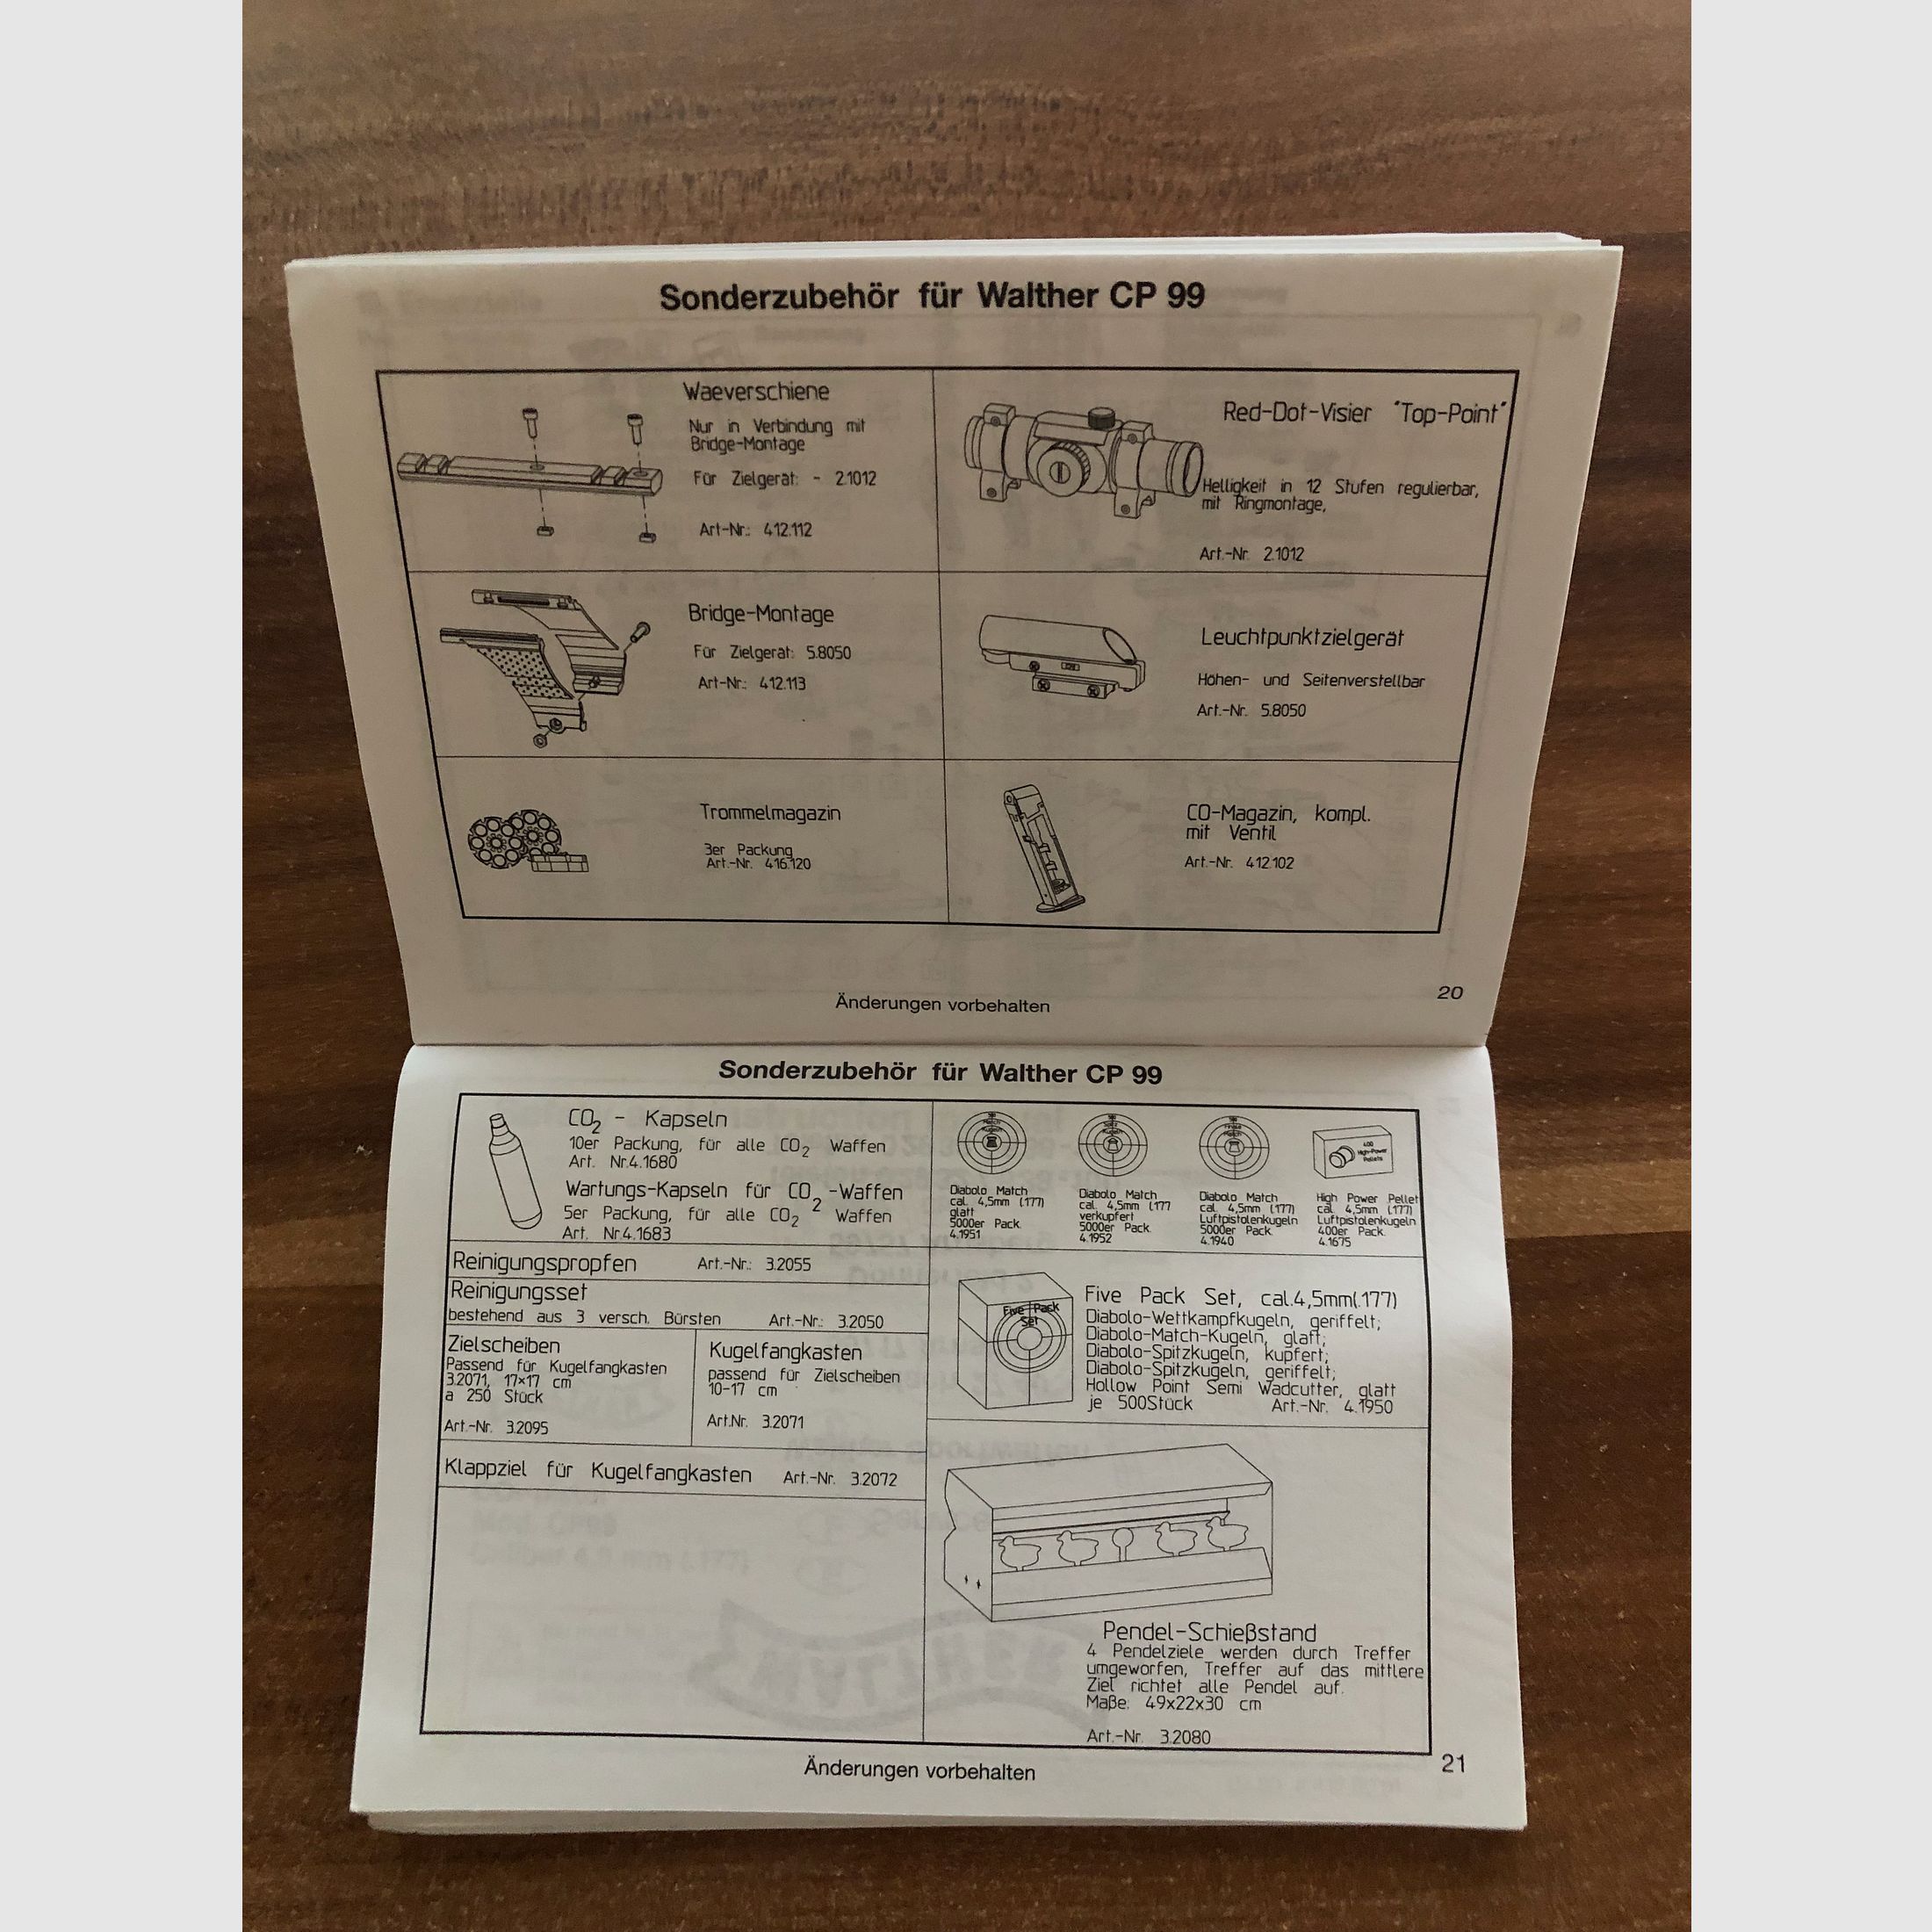 Sonderzubehör für Walther CP 99
Waeverschiene
Nur in Verbindung mit
Bridge-Montage
Für Zielgerät: - 2.1012
Art-Nr.: 412.112
Red-Dot-Visier "Top-Point"
Helligkeit in 12 Stufen regulierbar,
mit Ringmontage,
Art.-Nr. 2.1012
Bridge-Montage
Für Zielgerät: 5.8050
Art-Nr.: 412.113
Leuchtpunktzielgerät
Höhen- und Seitenverstellbar
Art.-Nr. 5.8050
Trommelmagazin
3er Packung
Art.-Nr. 416.120
CO-Magazin, kompl.
mit Ventil
Art.-Nr. 412.102
Änderungen vorbehalten
20
Sonderzubehör für Walther CP 99
CO2 - Kapseln
10er Packung, für alle CO2 Waffen
Art. Nr.4.1680
Wartungs-Kapseln für CO2-Waffen
5er Packung, für alle CO2 Waffen
Art. Nr.4.1683
Reinigungspropfen Art.-Nr.: 3.2055
Reinigungsset
bestehend aus 3 versch. Bürsten Art.-Nr.: 3.2050
Zielscheiben
Passend für Kugelfangkasten
3.2071, 17x17 cm
a 250 Stück
Art.-Nr. 3.2095
Kugelfangkasten
passend für Zielscheiben
10-17 cm
Art.Nr. 3.2071
Klappziel für Kugelfangkasten Art.-Nr. 3.2072
Diabolo Match
cal. 4,5mm (.177)
glatt
5000er Pack.
4.1951
Diabolo Match
cal. 4,5mm (.177
verkupfert
5000er Pack.
4.1952
Diabolo Match
cal. 4,5mm (.177)
Luftpistolenkugeln
5000er Pack.
4.1940
400
High-Power
Pellets
High Power Pellet
cal. 4,5mm (.177)
Luftpistolenkugeln
400er Pack.
4.1675
Five Pack
Set
Five Pack Set, cal.4,5mm(.177)
Diabolo-Wettkampfkugeln, geriffelt;
Diabolo-Match-Kugeln, glatt;
Diabolo-Spitzkugeln, kupfert;
Diabolo-Spitzkugeln, geriffelt;
Hollow Point Semi Wadcutter, glatt
je 500Stück Art.-Nr. 4.1950
Pendel-Schießstand
4 Pendelziele werden durch Treffer
umgeworfen, Treffer auf das mittlere
Ziel richtet alle Pendel auf.
Maße: 49x22x30 cm
Art.-Nr. 3.2080
Änderungen vorbehalten
21